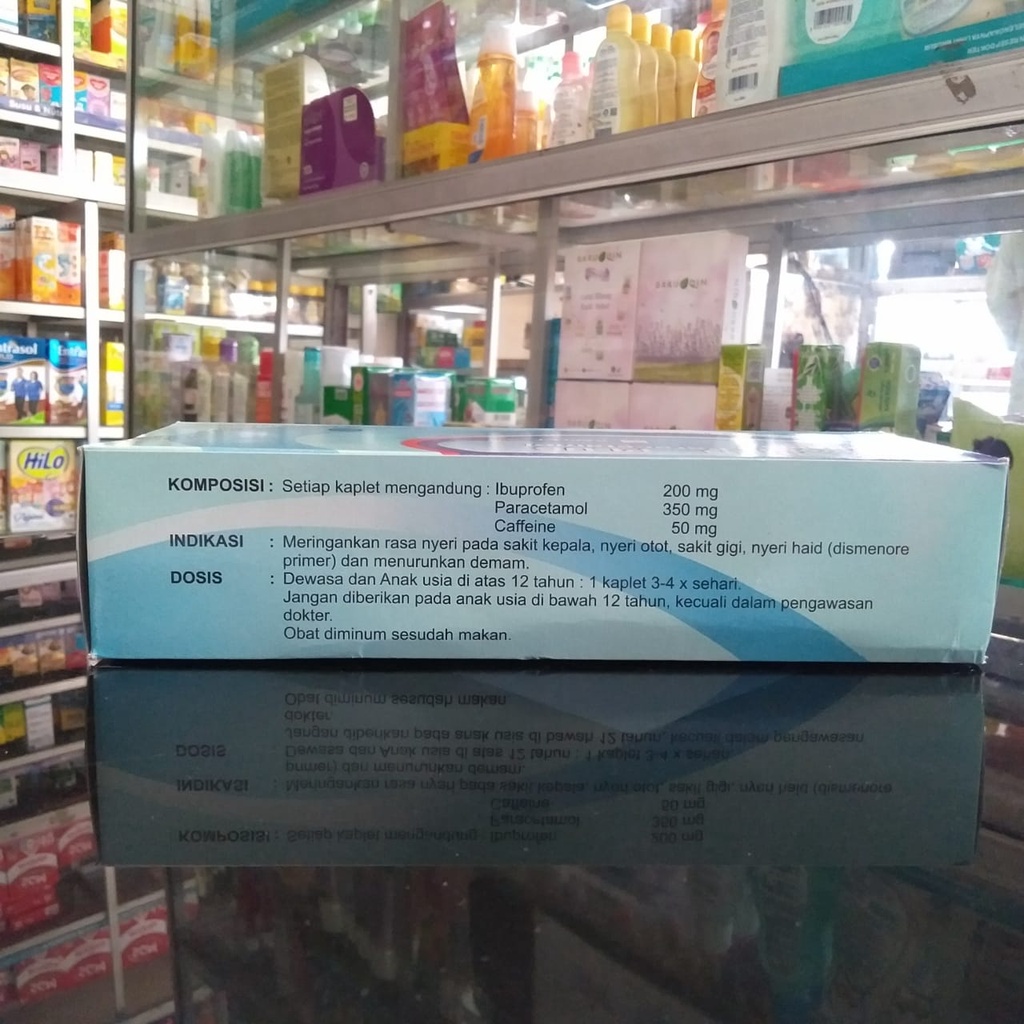 HiLo
KOMPOSISI : Setiap kaplet mengandung : Ibuprofen 200 mg
Paracetamol 350 mg
Caffeine 50 mg
INDIKASI : Meringankan rasa nyeri pada sakit kepala, nyeri otot, sakit gigi, nyeri haid (dismenore
primer) dan menurunkan demam.
DOSIS : Dewasa dan Anak usia di atas 12 tahun : 1 kaplet 3-4 x sehari.
Jangan diberikan pada anak usia di bawah 12 tahun, kecuali dalam pengawasan
dokter.
Obat diminum sesudah makan.